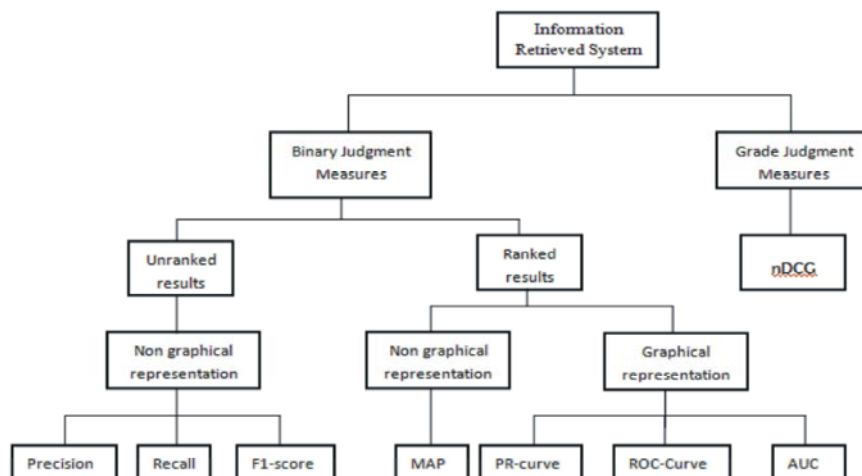 Information
Retrieved System
Binary Judgment
Measures
Grade Judgment
Measures
Unranked
results
Ranked
results
nDCG
Non graphical
representation
Non graphical
representation
Graphical
representation
Precision
Recall
F1-score
MAP
PR-curve
ROC-Curve
AUC